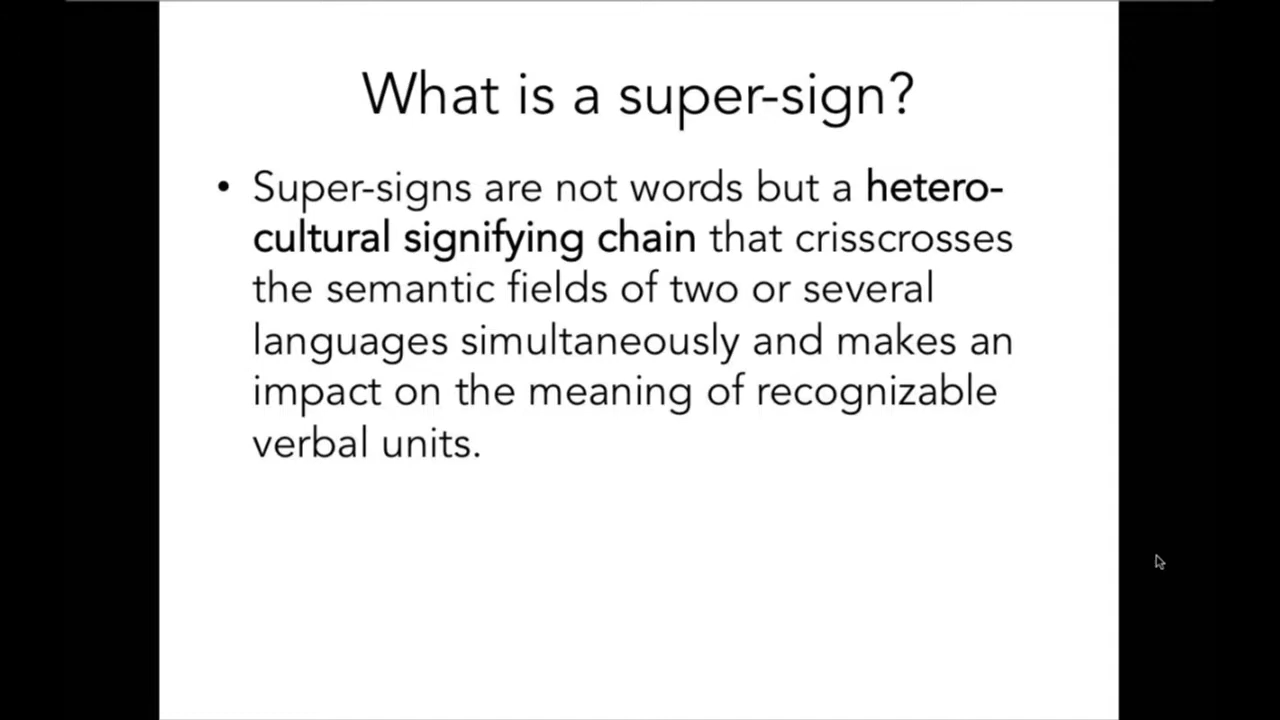 What is a super-sign?
• Super-signs are not words but a hetero-
cultural signifying chain that crisscrosses
the semantic fields of two or several
languages simultaneously and makes an
impact on the meaning of recognizable
verbal units.